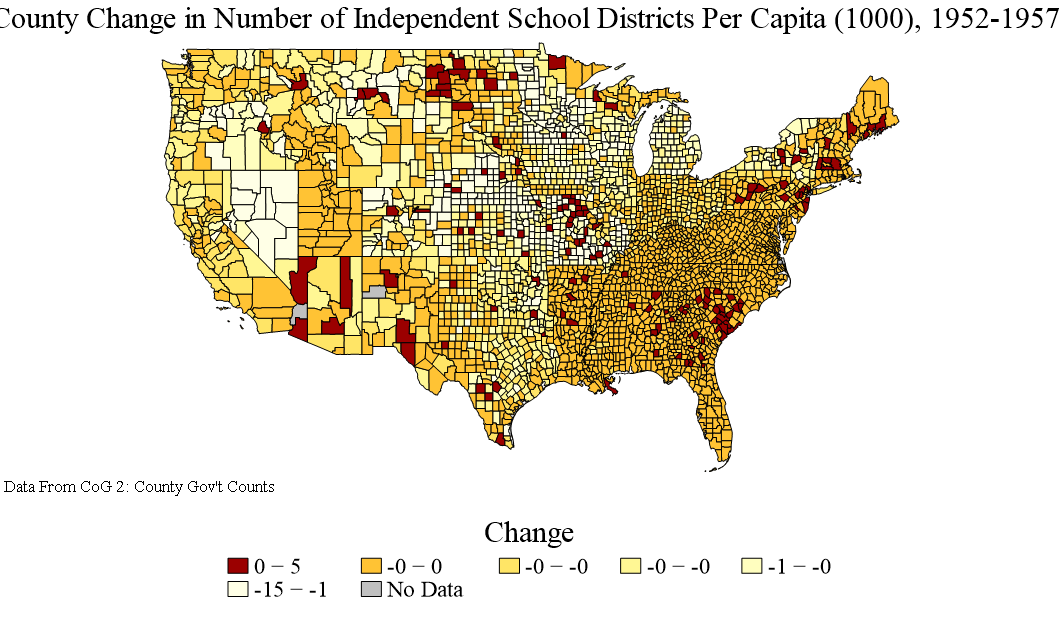 County Change in Number of Independent School Districts Per Capita (1000), 1952-1957
Data From CoG 2: County Gov't Counts
Change
0 − 5 -0 − 0 -0 − -0 -0 − -0 -1 − -0
-15 − -1 No Data